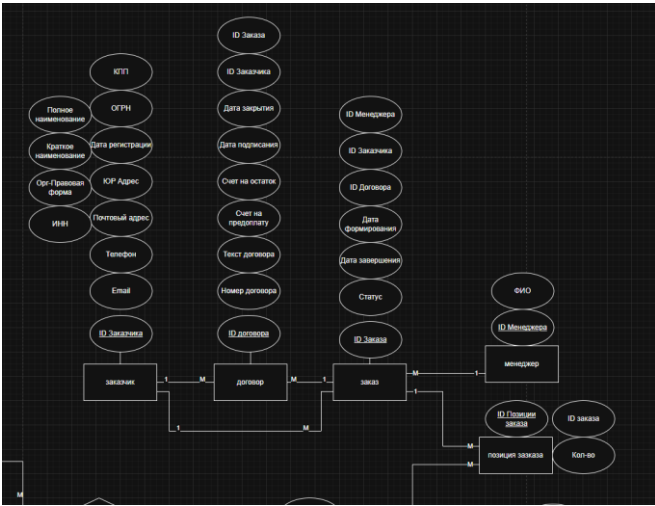 ID Заказа
КПП
ID Заказчика
Полное
наименование
ОГРН
Дата закрытия
ID Менеджера
Краткое
наименование
Дата регистрации
Дата подписания
ID Заказчика
Орг-Правовая
форма
ЮР Адрес
Счет на остаток
ID Договора
ИНН
Почтовый адрес
Счет на
предоплату
Дата
формирования
Телефон
Текст договора
Дата завершения
Email
Номер договора
Статус
ФИО
ID Заказчика
ID договора
ID Заказа
ID Менеджера
заказчик
1
М
договор
М
1
заказ
М
1
менеджер
1
1
М
ID Позиции
заказа
ID заказа
М
позиция зазказа
Кол-во
М
М